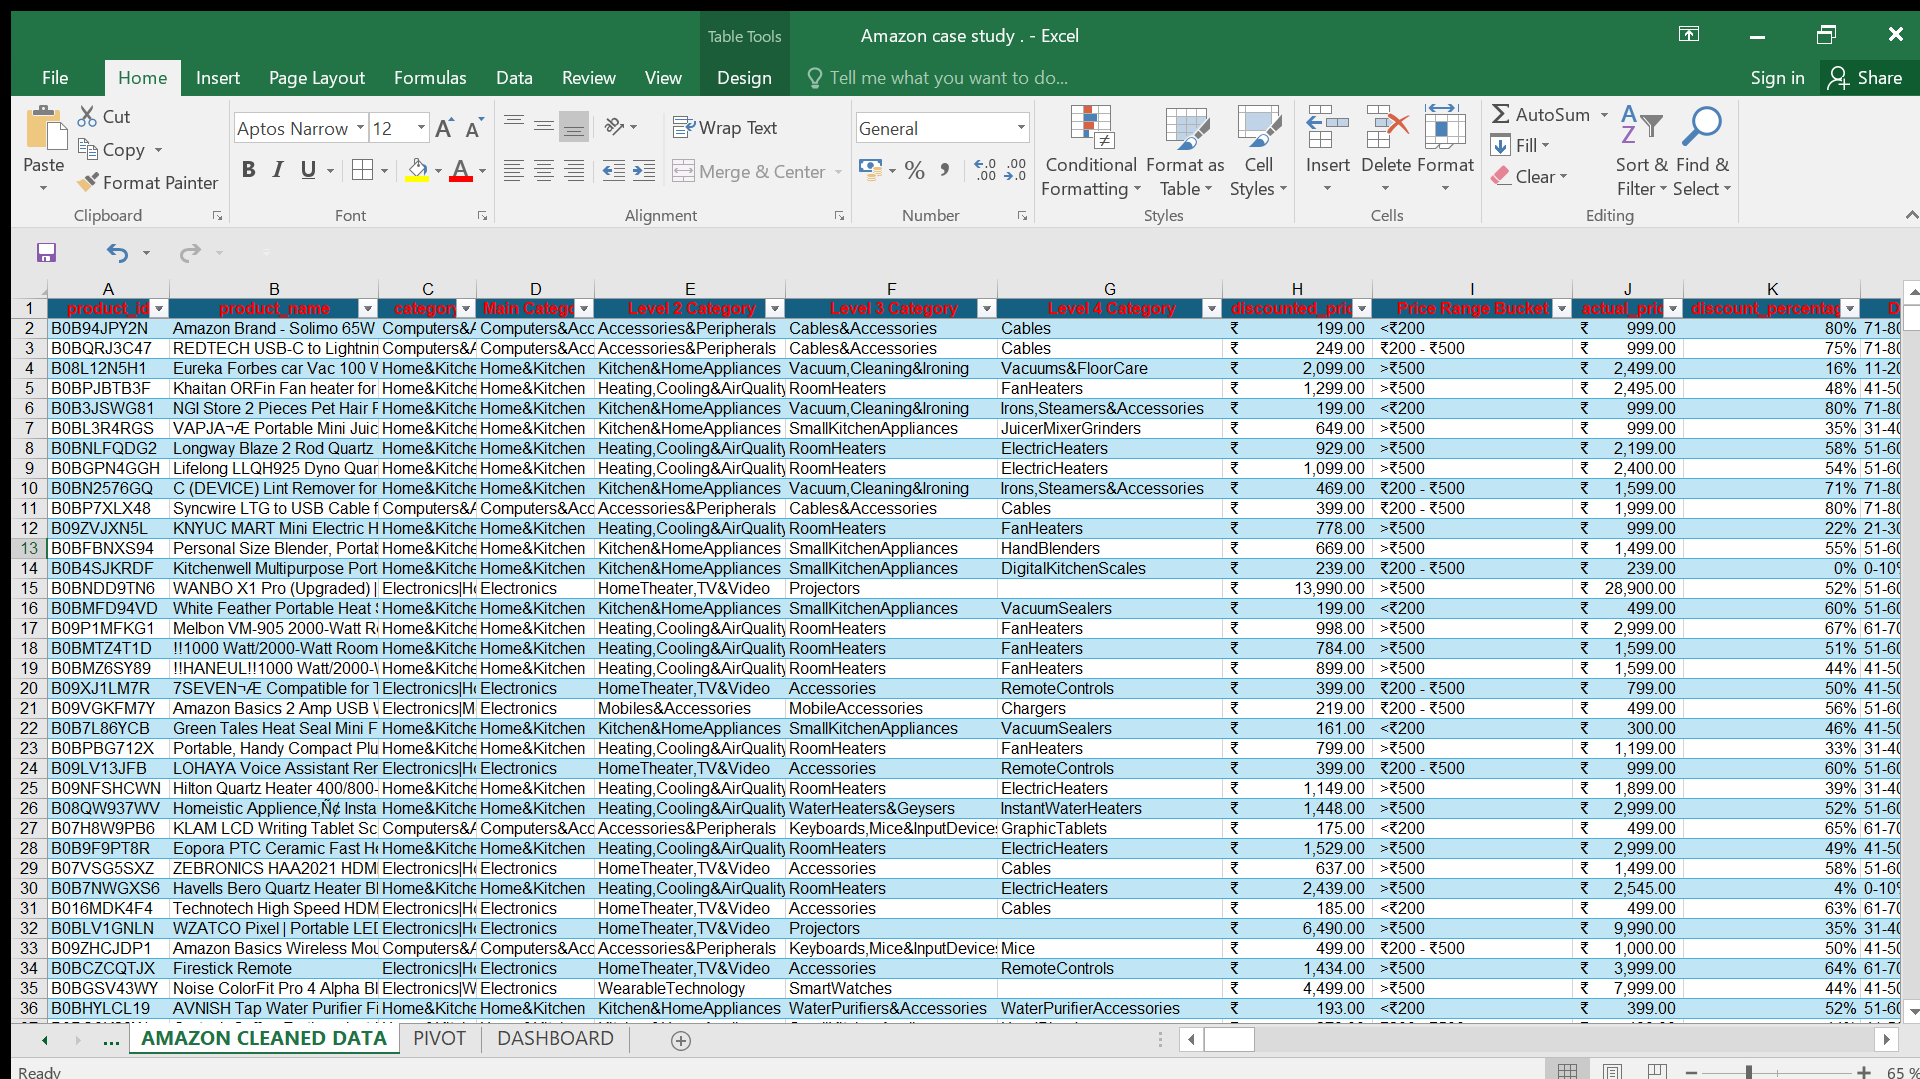 Table Tools
Amazon case study . - Excel
File Home Insert Page Layout Formulas Data Review View Design Tell me what you want to do... Sign in Share
Cut
Copy
Format Painter
Paste
Clipboard
Aptos Narrow 12
B I U
Font
Wrap Text
Merge & Center
Alignment
General
Number
Conditional Formatting
Format as Table
Cell Styles
Styles
Insert Delete Format
Cells
AutoSum
Fill
Clear
Sort & Filter
Find & Select
Editing
A B C D E F G H I J K
1 product_id product_name category Main Catego Level 2 Category Level 3 Category Level 4 Category discounted_pric Price Range Bucket actual_pric discount_percentag D
2 B0B94JPY2N Amazon Brand - Solimo 65W Computers&A Computers&Acc Accessories&Peripherals Cables&Accessories Cables ₹ 199.00 <₹200 ₹ 999.00 80% 71-80
3 B0BQRJ3C47 REDTECH USB-C to Lightnin Computers&A Computers&Acc Accessories&Peripherals Cables&Accessories Cables ₹ 249.00 ₹200 - ₹500 ₹ 999.00 75% 71-80
4 B08L12N5H1 Eureka Forbes car Vac 100 W Home&Kitche Home&Kitchen Kitchen&HomeAppliances Vacuum,Cleaning&Ironing Vacuums&FloorCare ₹ 2,099.00 >₹500 ₹ 2,499.00 16% 11-20
5 B0BPJBTB3F Khaitan ORFin Fan heater for Home&Kitche Home&Kitchen Heating,Cooling&AirQuality RoomHeaters FanHeaters ₹ 1,299.00 >₹500 ₹ 2,495.00 48% 41-50
6 B0B3JSWG81 NGI Store 2 Pieces Pet Hair F Home&Kitche Home&Kitchen Kitchen&HomeAppliances Vacuum,Cleaning&Ironing Irons,Steamers&Accessories ₹ 199.00 <₹200 ₹ 999.00 80% 71-80
7 B0BL3R4RGS VAPJA¬Æ Portable Mini Juic Home&Kitche Home&Kitchen Kitchen&HomeAppliances SmallKitchenAppliances JuicerMixerGrinders ₹ 649.00 >₹500 ₹ 999.00 35% 31-40
8 B0BNLFQDG2 Longway Blaze 2 Rod Quartz Home&Kitche Home&Kitchen Heating,Cooling&AirQuality RoomHeaters ElectricHeaters ₹ 929.00 >₹500 ₹ 2,199.00 58% 51-60
9 B0BGPN4GGH Lifelong LLQH925 Dyno Quar Home&Kitche Home&Kitchen Heating,Cooling&AirQuality RoomHeaters ElectricHeaters ₹ 1,099.00 >₹500 ₹ 2,400.00 54% 51-60
10 B0BN2576GQ C (DEVICE) Lint Remover for Home&Kitche Home&Kitchen Kitchen&HomeAppliances Vacuum,Cleaning&Ironing Irons,Steamers&Accessories ₹ 469.00 ₹200 - ₹500 ₹ 1,599.00 71% 71-80
11 B0BP7XLX48 Syncwire LTG to USB Cable f Computers&A Computers&Acc Accessories&Peripherals Cables&Accessories Cables ₹ 399.00 ₹200 - ₹500 ₹ 1,999.00 80% 71-80
12 B09ZVJXN5L KNYUC MART Mini Electric H Home&Kitche Home&Kitchen Heating,Cooling&AirQuality RoomHeaters FanHeaters ₹ 778.00 >₹500 ₹ 999.00 22% 21-30
13 B0BFBNXS94 Personal Size Blender, Portab Home&Kitche Home&Kitchen Kitchen&HomeAppliances SmallKitchenAppliances HandBlenders ₹ 669.00 >₹500 ₹ 1,499.00 55% 51-60
14 B0B4SJKRDF Kitchenwell Multipurpose Port Home&Kitche Home&Kitchen Kitchen&HomeAppliances SmallKitchenAppliances DigitalKitchenScales ₹ 239.00 ₹200 - ₹500 ₹ 239.00 0% 0-10%
15 B0BNDD9TN6 WANBO X1 Pro (Upgraded) | Electronics|Ho Electronics HomeTheater,TV&Video Projectors ₹ 13,990.00 >₹500 ₹ 28,900.00 52% 51-60
16 B0BMFD94VD White Feather Portable Heat S Home&Kitche Home&Kitchen Kitchen&HomeAppliances SmallKitchenAppliances VacuumSealers ₹ 199.00 <₹200 ₹ 499.00 60% 51-60
17 B09P1MFKG1 Melbon VM-905 2000-Watt Ro Home&Kitche Home&Kitchen Heating,Cooling&AirQuality RoomHeaters FanHeaters ₹ 998.00 >₹500 ₹ 2,999.00 67% 61-70
18 B0BMTZ4T1D !!1000 Watt/2000-Watt Room Home&Kitche Home&Kitchen Heating,Cooling&AirQuality RoomHeaters FanHeaters ₹ 784.00 >₹500 ₹ 1,599.00 51% 51-60
19 B0BMZ6SY89 !!HANEUL!!1000 Watt/2000-W Home&Kitche Home&Kitchen Heating,Cooling&AirQuality RoomHeaters FanHeaters ₹ 899.00 >₹500 ₹ 1,599.00 44% 41-50
20 B09XJ1LM7R 7SEVEN¬Æ Compatible for T Electronics|Ho Electronics HomeTheater,TV&Video Accessories RemoteControls ₹ 399.00 ₹200 - ₹500 ₹ 799.00 50% 41-50
21 B09VGKFM7Y Amazon Basics 2 Amp USB W Electronics|M Electronics Mobiles&Accessories MobileAccessories Chargers ₹ 219.00 ₹200 - ₹500 ₹ 499.00 56% 51-60
22 B0B7L86YCB Green Tales Heat Seal Mini F Home&Kitche Home&Kitchen Kitchen&HomeAppliances SmallKitchenAppliances VacuumSealers ₹ 161.00 <₹200 ₹ 300.00 46% 41-50
23 B0BPBG712X Portable, Handy Compact Plu Home&Kitche Home&Kitchen Heating,Cooling&AirQuality RoomHeaters FanHeaters ₹ 799.00 >₹500 ₹ 1,199.00 33% 31-40
24 B09LV13JFB LOHAYA Voice Assistant Rem Electronics|Ho Electronics HomeTheater,TV&Video Accessories RemoteControls ₹ 399.00 ₹200 - ₹500 ₹ 999.00 60% 51-60
25 B09NFSHCWN Hilton Quartz Heater 400/800- Home&Kitche Home&Kitchen Heating,Cooling&AirQuality RoomHeaters ElectricHeaters ₹ 1,149.00 >₹500 ₹ 1,899.00 39% 31-40
26 B08QW937WV Homeistic Applience‚Ñ¢ Insta Home&Kitche Home&Kitchen Heating,Cooling&AirQuality WaterHeaters&Geysers InstantWaterHeaters ₹ 1,448.00 >₹500 ₹ 2,999.00 52% 51-60
27 B07H8W9PB6 KLAM LCD Writing Tablet Sc Computers&A Computers&Acc Accessories&Peripherals Keyboards,Mice&InputDevices GraphicTablets ₹ 175.00 <₹200 ₹ 499.00 65% 61-70
28 B0B9F9PT8R Eopora PTC Ceramic Fast He Home&Kitche Home&Kitchen Heating,Cooling&AirQuality RoomHeaters ElectricHeaters ₹ 1,529.00 >₹500 ₹ 2,999.00 49% 41-50
29 B07VSG5SXZ ZEBRONICS HAA2021 HDM Electronics|Ho Electronics HomeTheater,TV&Video Accessories Cables ₹ 637.00 >₹500 ₹ 1,499.00 58% 51-60
30 B0B7NWGXS6 Havells Bero Quartz Heater Bl Home&Kitche Home&Kitchen Heating,Cooling&AirQuality RoomHeaters ElectricHeaters ₹ 2,439.00 >₹500 ₹ 2,545.00 4% 0-10%
31 B016MDK4F4 Technotech High Speed HDM Electronics|Ho Electronics HomeTheater,TV&Video Accessories Cables ₹ 185.00 <₹200 ₹ 499.00 63% 61-70
32 B0BLV1GNLN WZATCO Pixel | Portable LED Electronics|Ho Electronics HomeTheater,TV&Video Projectors ₹ 6,490.00 >₹500 ₹ 9,990.00 35% 31-40
33 B09ZHCJDP1 Amazon Basics Wireless Mou Computers&A Computers&Acc Accessories&Peripherals Keyboards,Mice&InputDevices Mice ₹ 499.00 ₹200 - ₹500 ₹ 1,000.00 50% 41-50
34 B0BCZCQTJX Firestick Remote Electronics|Ho Electronics HomeTheater,TV&Video Accessories RemoteControls ₹ 1,434.00 >₹500 ₹ 3,999.00 64% 61-70
35 B0BGSV43WY Noise ColorFit Pro 4 Alpha Bl Electronics|W Electronics WearableTechnology SmartWatches ₹ 4,499.00 >₹500 ₹ 7,999.00 44% 41-50
36 B0BHYLCL19 AVNISH Tap Water Purifier Fi Home&Kitche Home&Kitchen Kitchen&HomeAppliances WaterPurifiers&Accessories WaterPurifierAccessories ₹ 193.00 <₹200 ₹ 399.00 52% 51-60
... AMAZON CLEANED DATA PIVOT DASHBOARD
Ready 65 %